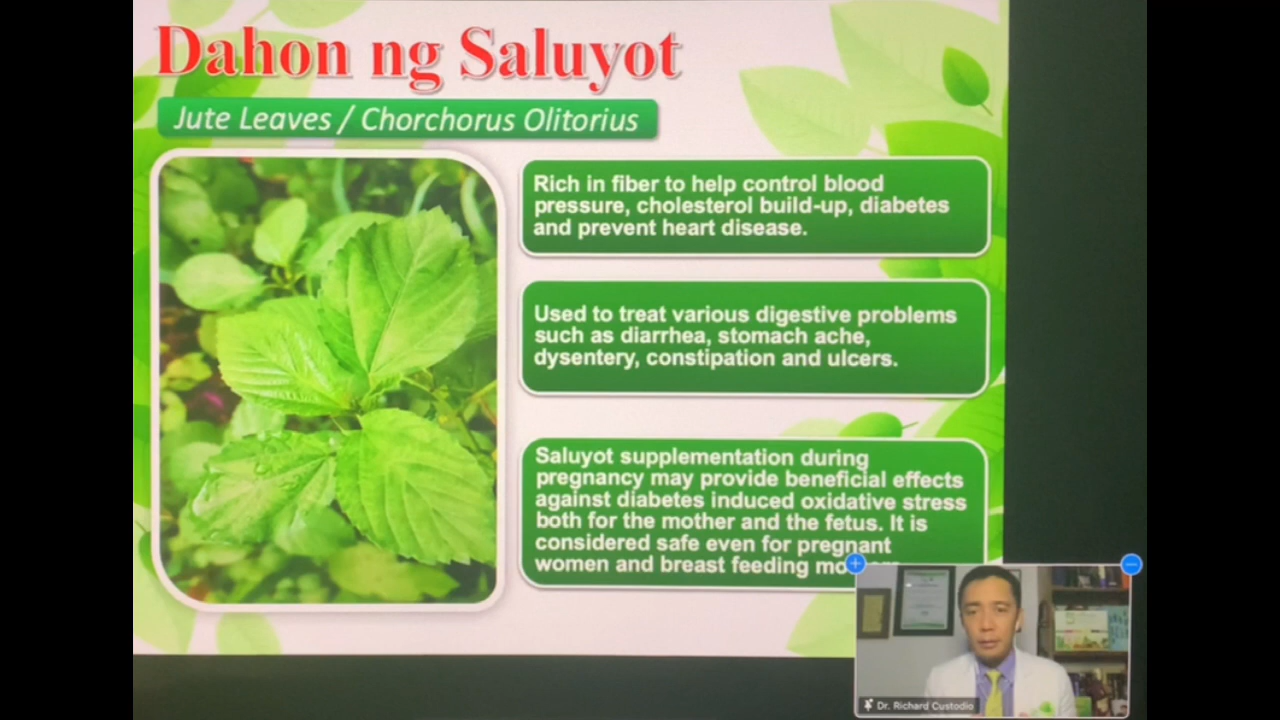 Dahon ng Saluyot
Jute Leaves / Chorchorus Olitorius
Rich in fiber to help control blood
pressure, cholesterol build-up, diabetes
and prevent heart disease.
Used to treat various digestive problems
such as diarrhea, stomach ache,
dysentery, constipation and ulcers.
Saluyot supplementation during
pregnancy may provide beneficial effects
against diabetes induced oxidative stress
both for the mother and the fetus. It is
considered safe even for pregnant
women and breast feeding
Dr. Richard Custodio